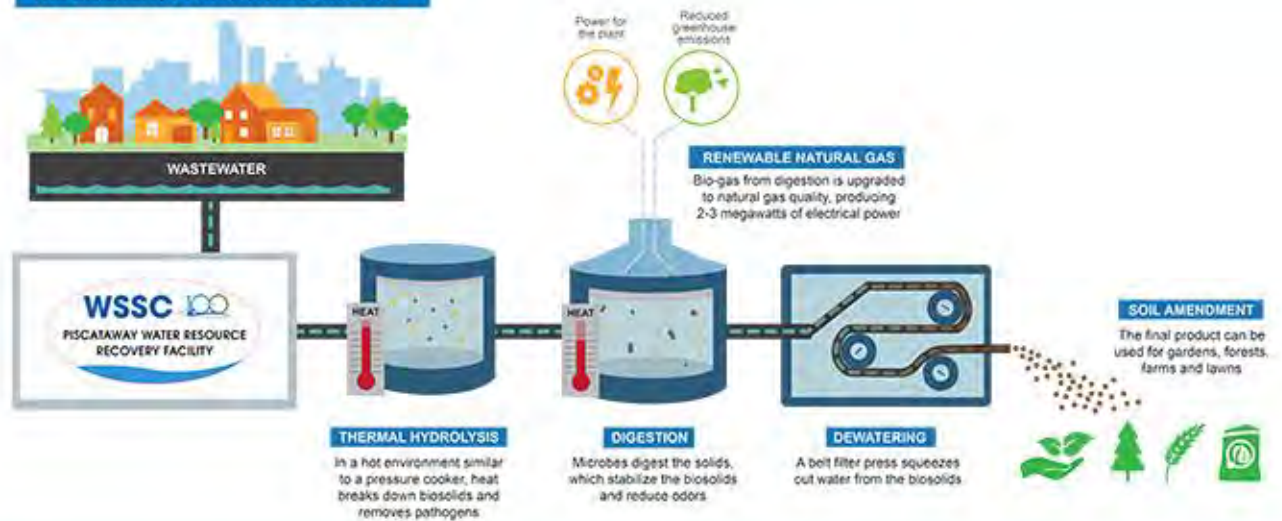 Power for
the plant
Reduced
greenhouse
emissions
WASTEWATER
RENEWABLE NATURAL GAS
Bio-gas from digestion is upgraded
to natural gas quality, producing
2-3 megawatts of electrical power
WSSC 100
PISCATAWAY WATER RESOURCE
RECOVERY FACILITY
HEAT
HEAT
SOIL AMENDMENT
The final product can be
used for gardens, forests,
farms and lawns
THERMAL HYDROLYSIS
In a hot environment similar
to a pressure cooker, heat
breaks down biosolids and
removes pathogens
DIGESTION
Microbes digest the solids,
which stabilize the biosolids
and reduce odors
DEWATERING
A belt filter press squeezes
out water from the biosolids